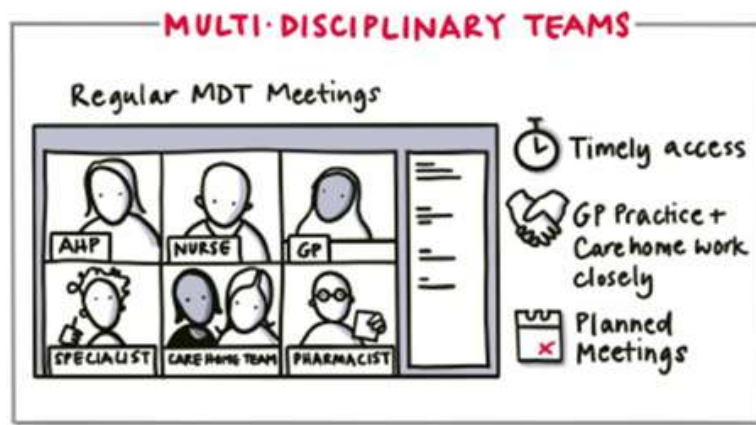 MULTI·DISCIPLINARY TEAMS
Regular MDT Meetings
AHP
NURSE
GP
SPECIALIST
CARE HOME TEAM
PHARMACIST
Timely access
GP Practice +
Care home work
closely
Planned
Meetings